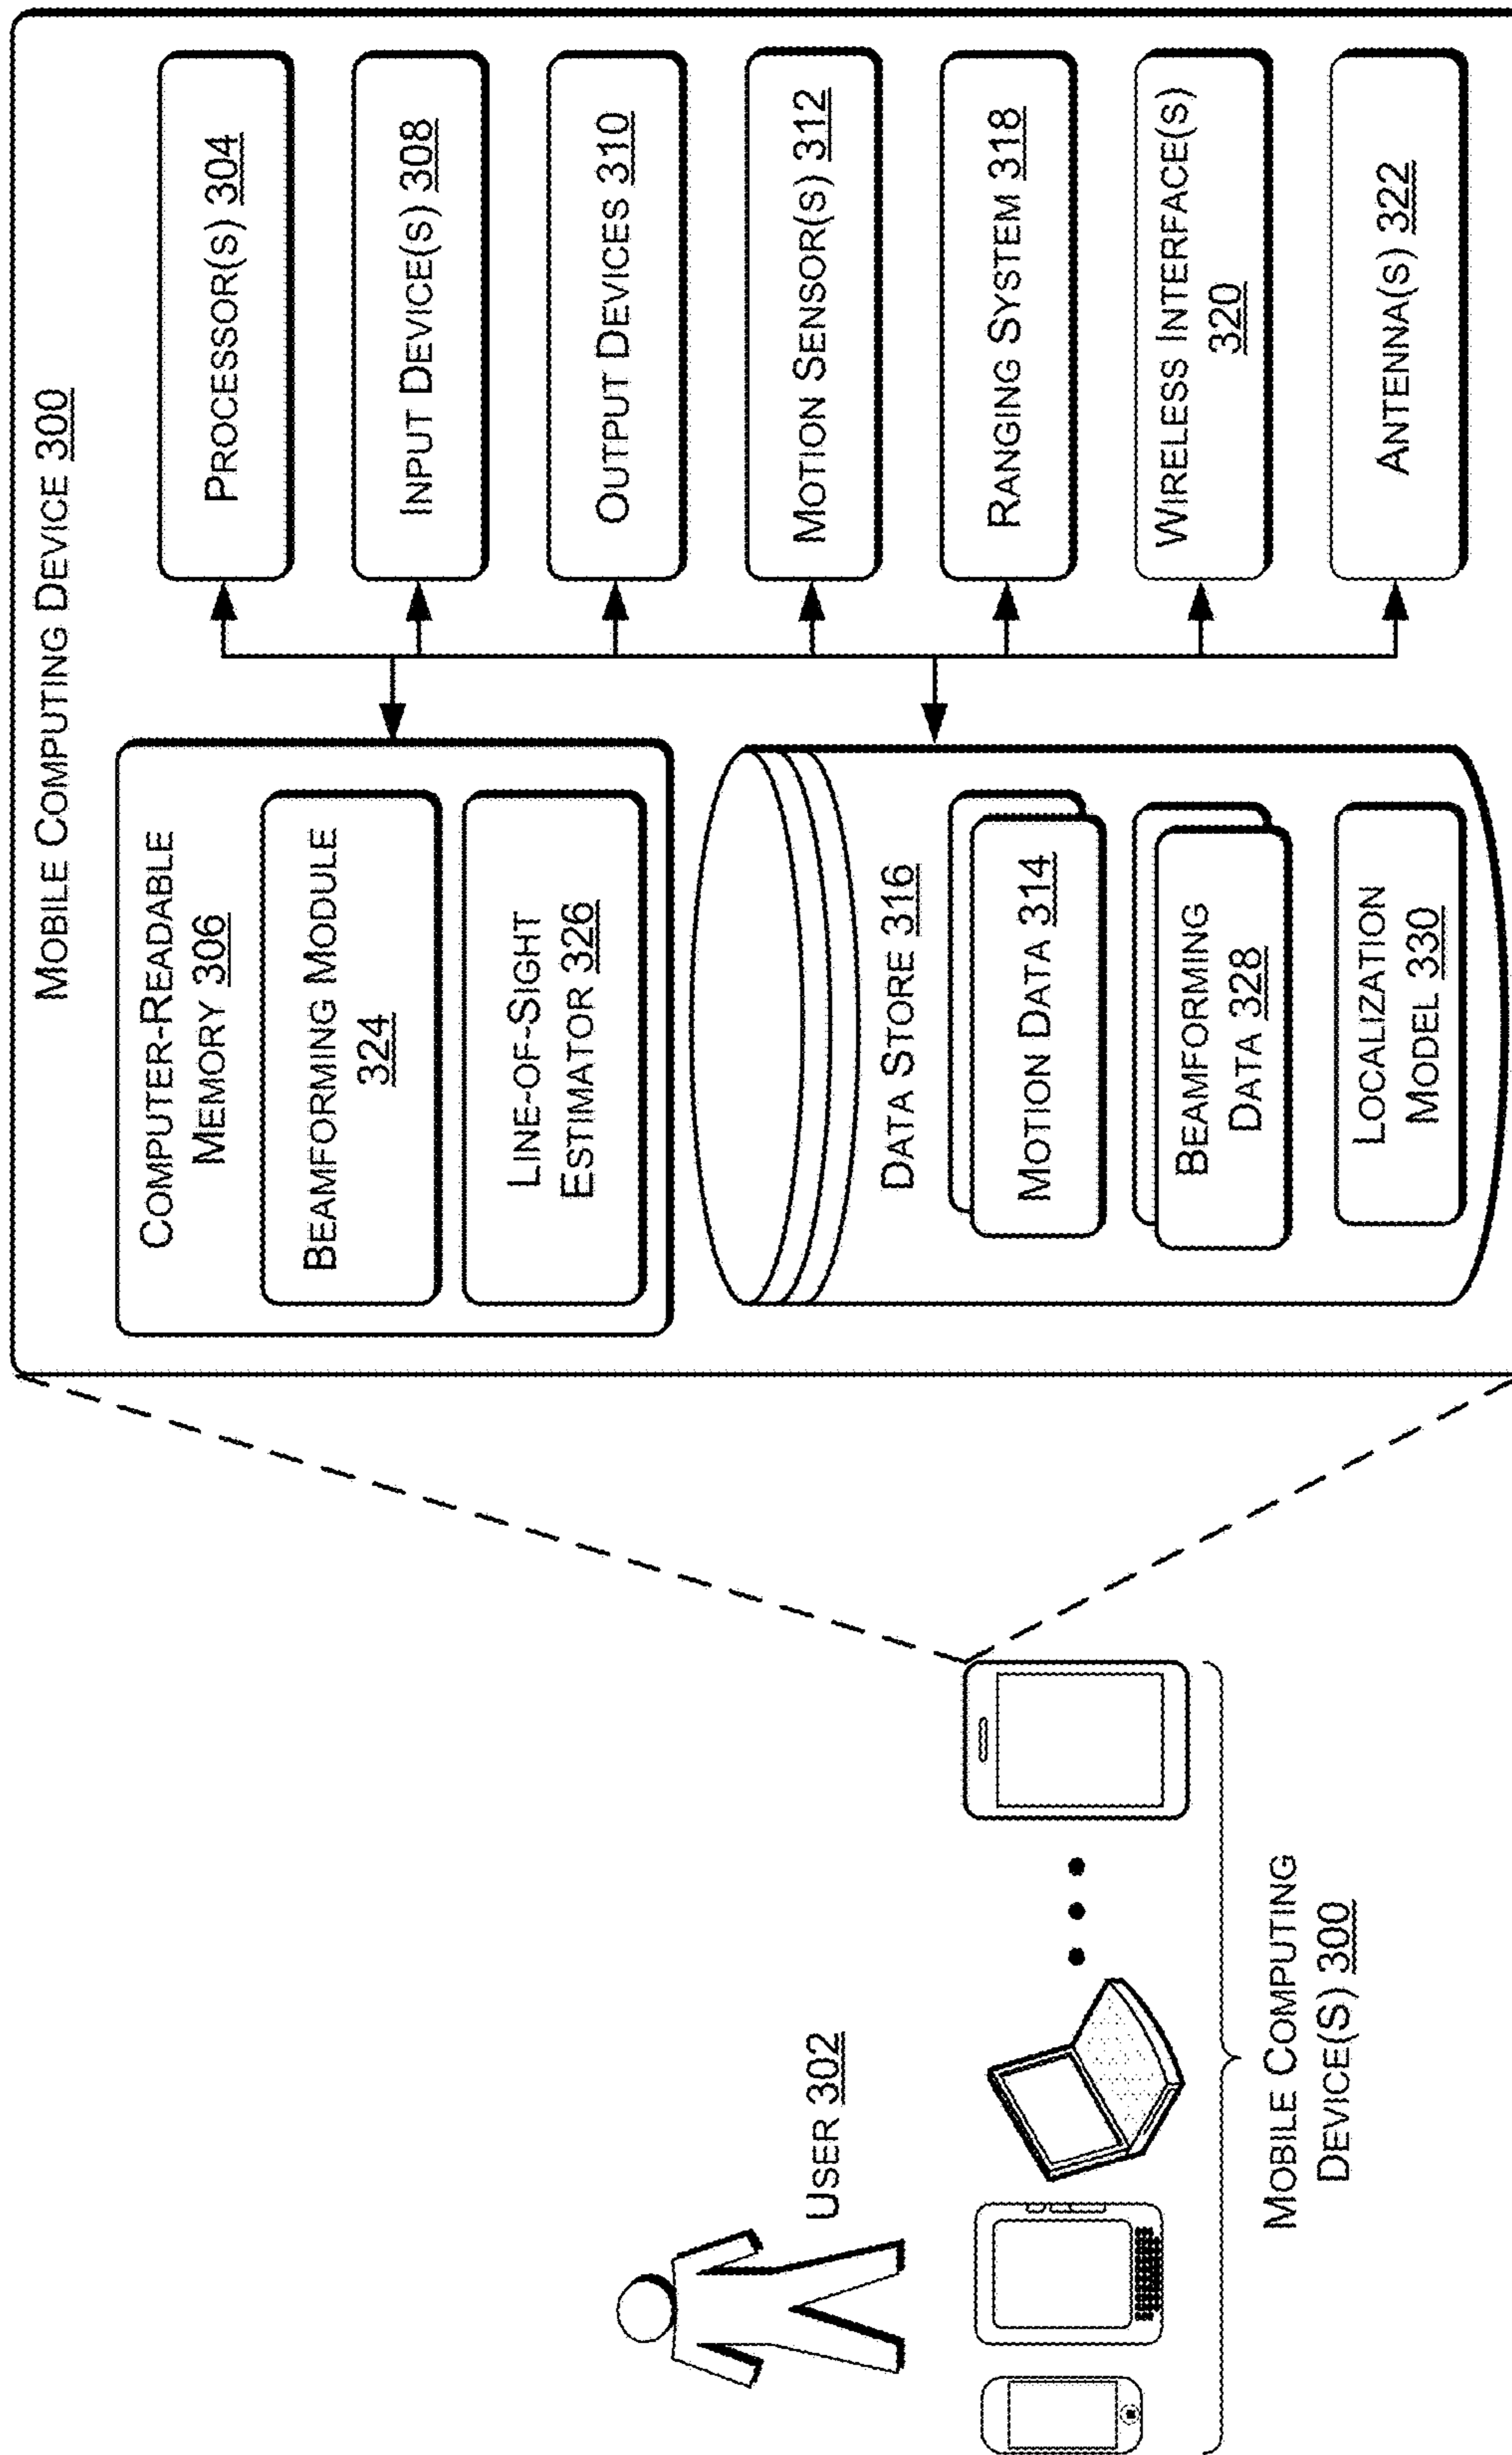 MOBILE COMPUTING DEVICE 300
COMPUTER-READABLE
MEMORY 306
BEAMFORMING MODULE
324
LINE-OF-SIGHT
ESTIMATOR 326
DATA STORE 316
MOTION DATA 314
BEAMFORMING
DATA 328
LOCALIZATION
MODEL 330
PROCESSOR(S) 304
INPUT DEVICE(S) 308
OUTPUT DEVICES 310
MOTION SENSOR(S) 312
RANGING SYSTEM 318
WIRELESS INTERFACE(S)
320
ANTENNA(S) 322
USER 302
MOBILE COMPUTING
DEVICE(S) 300